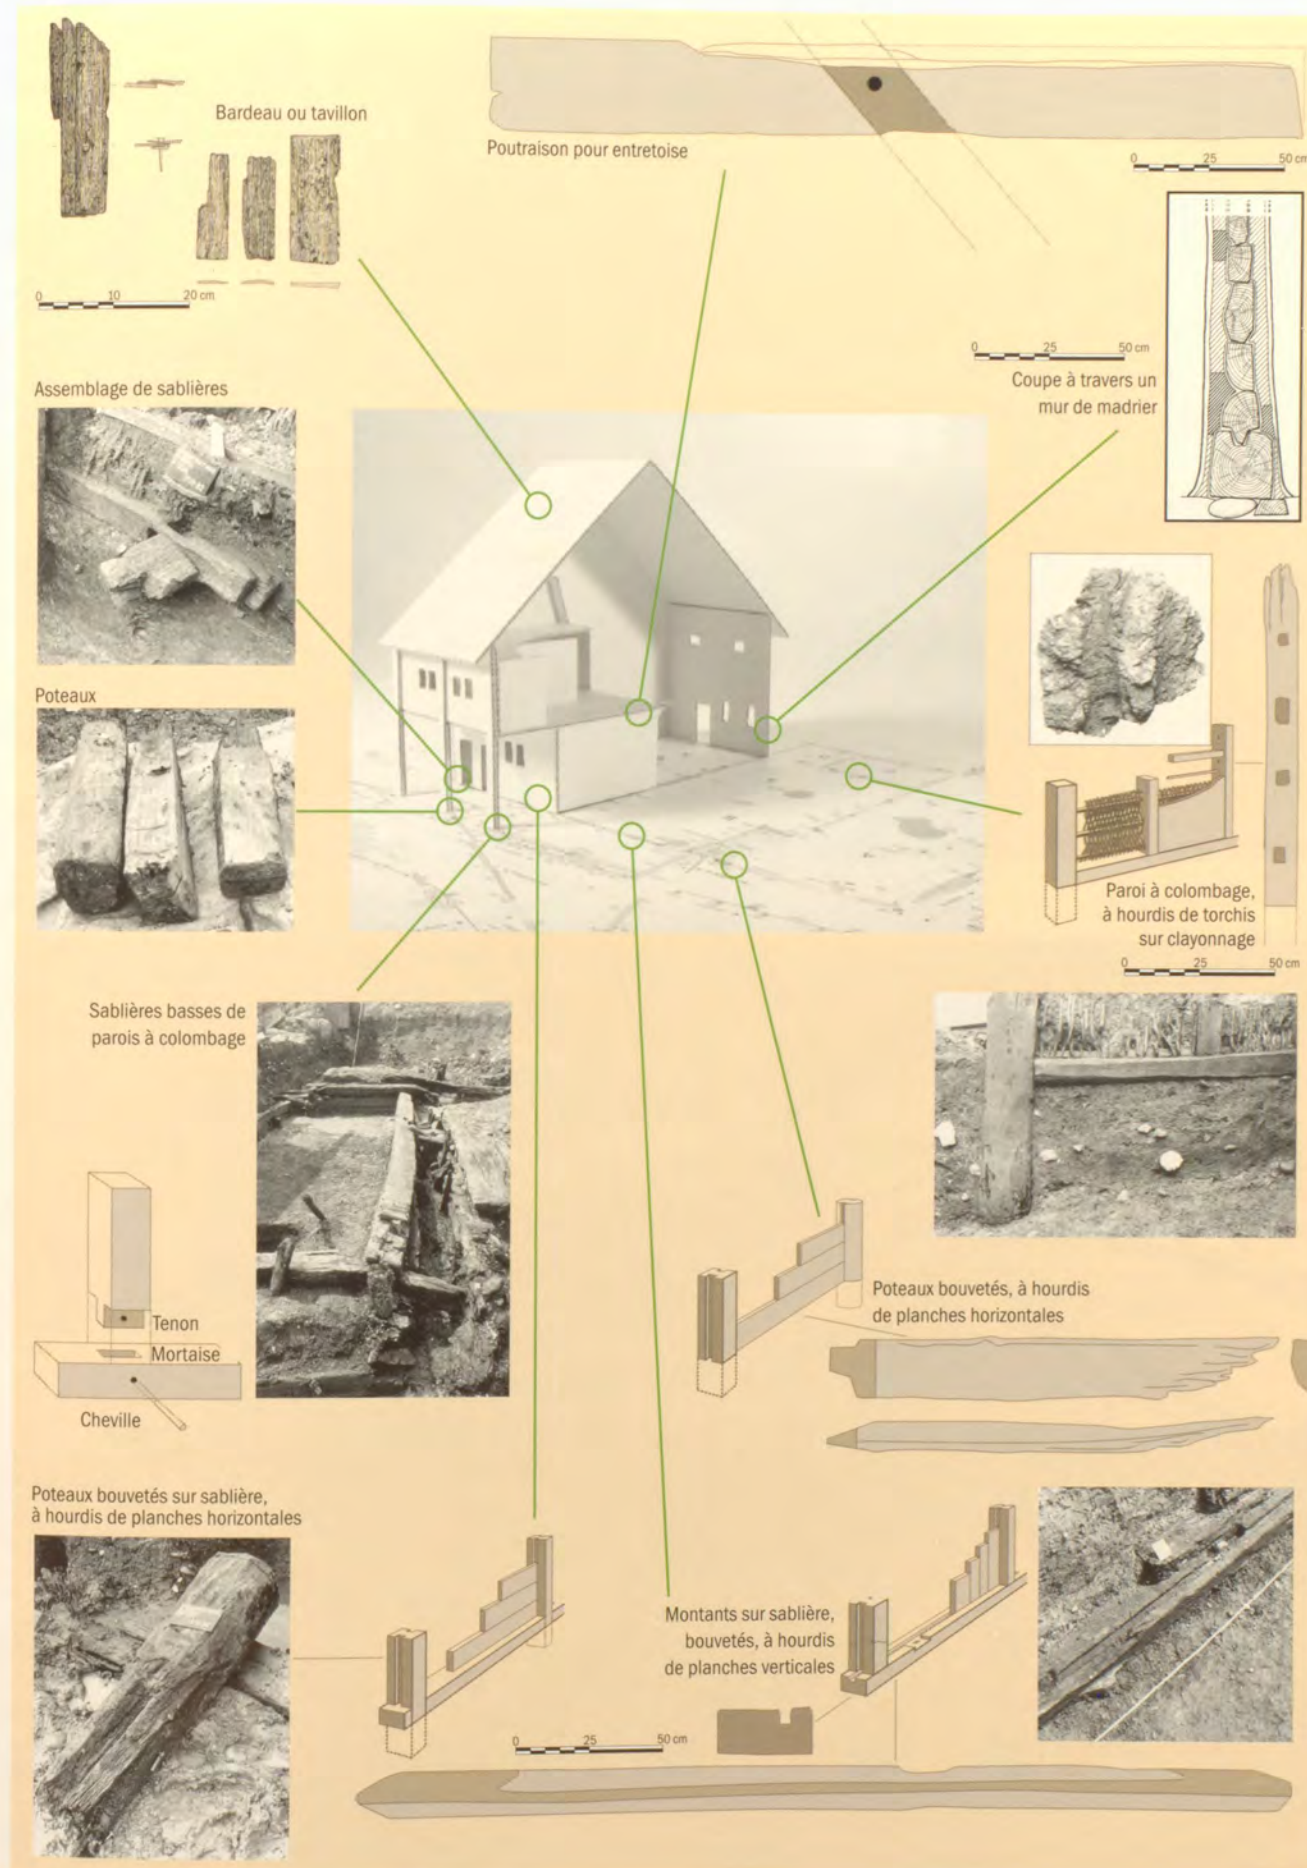 Bardeau ou tavillon
0 10 20 cm
Poutraison pour entretoise
0 25 50 cm
0 25 50 cm
Coupe à travers un
mur de madrier
Assemblage de sablières
Poteaux
Paroi à colombage,
à hourdis de torchis
sur clayonnage
0 25 50 cm
Sablières basses de
parois à colombage
Tenon
Mortaise
Cheville
Poteaux bouvetés, à hourdis
de planches horizontales
Poteaux bouvetés sur sablière,
à hourdis de planches horizontales
Montants sur sablière,
bouvetés, à hourdis
de planches verticales
0 25 50 cm